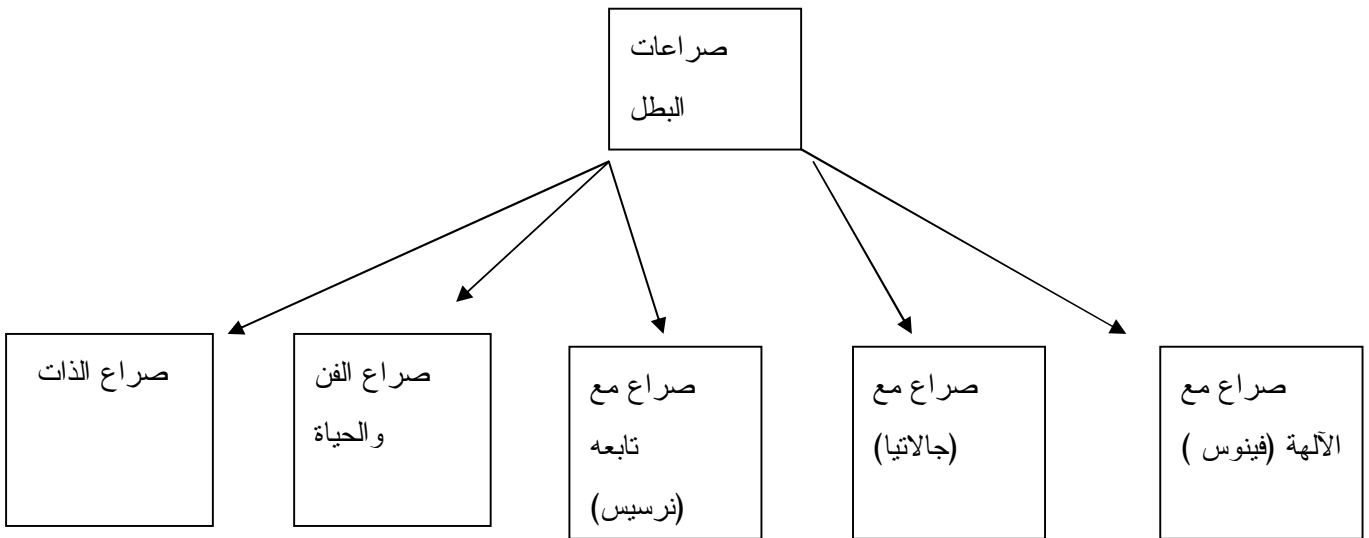 صراعات
البطل
صراع مع
الآلهة (فينوس )
صراع مع
(جالاتيا)
صراع مع
تابعه
(نرسيس)
صراع الفن
والحياة
صراع الذات